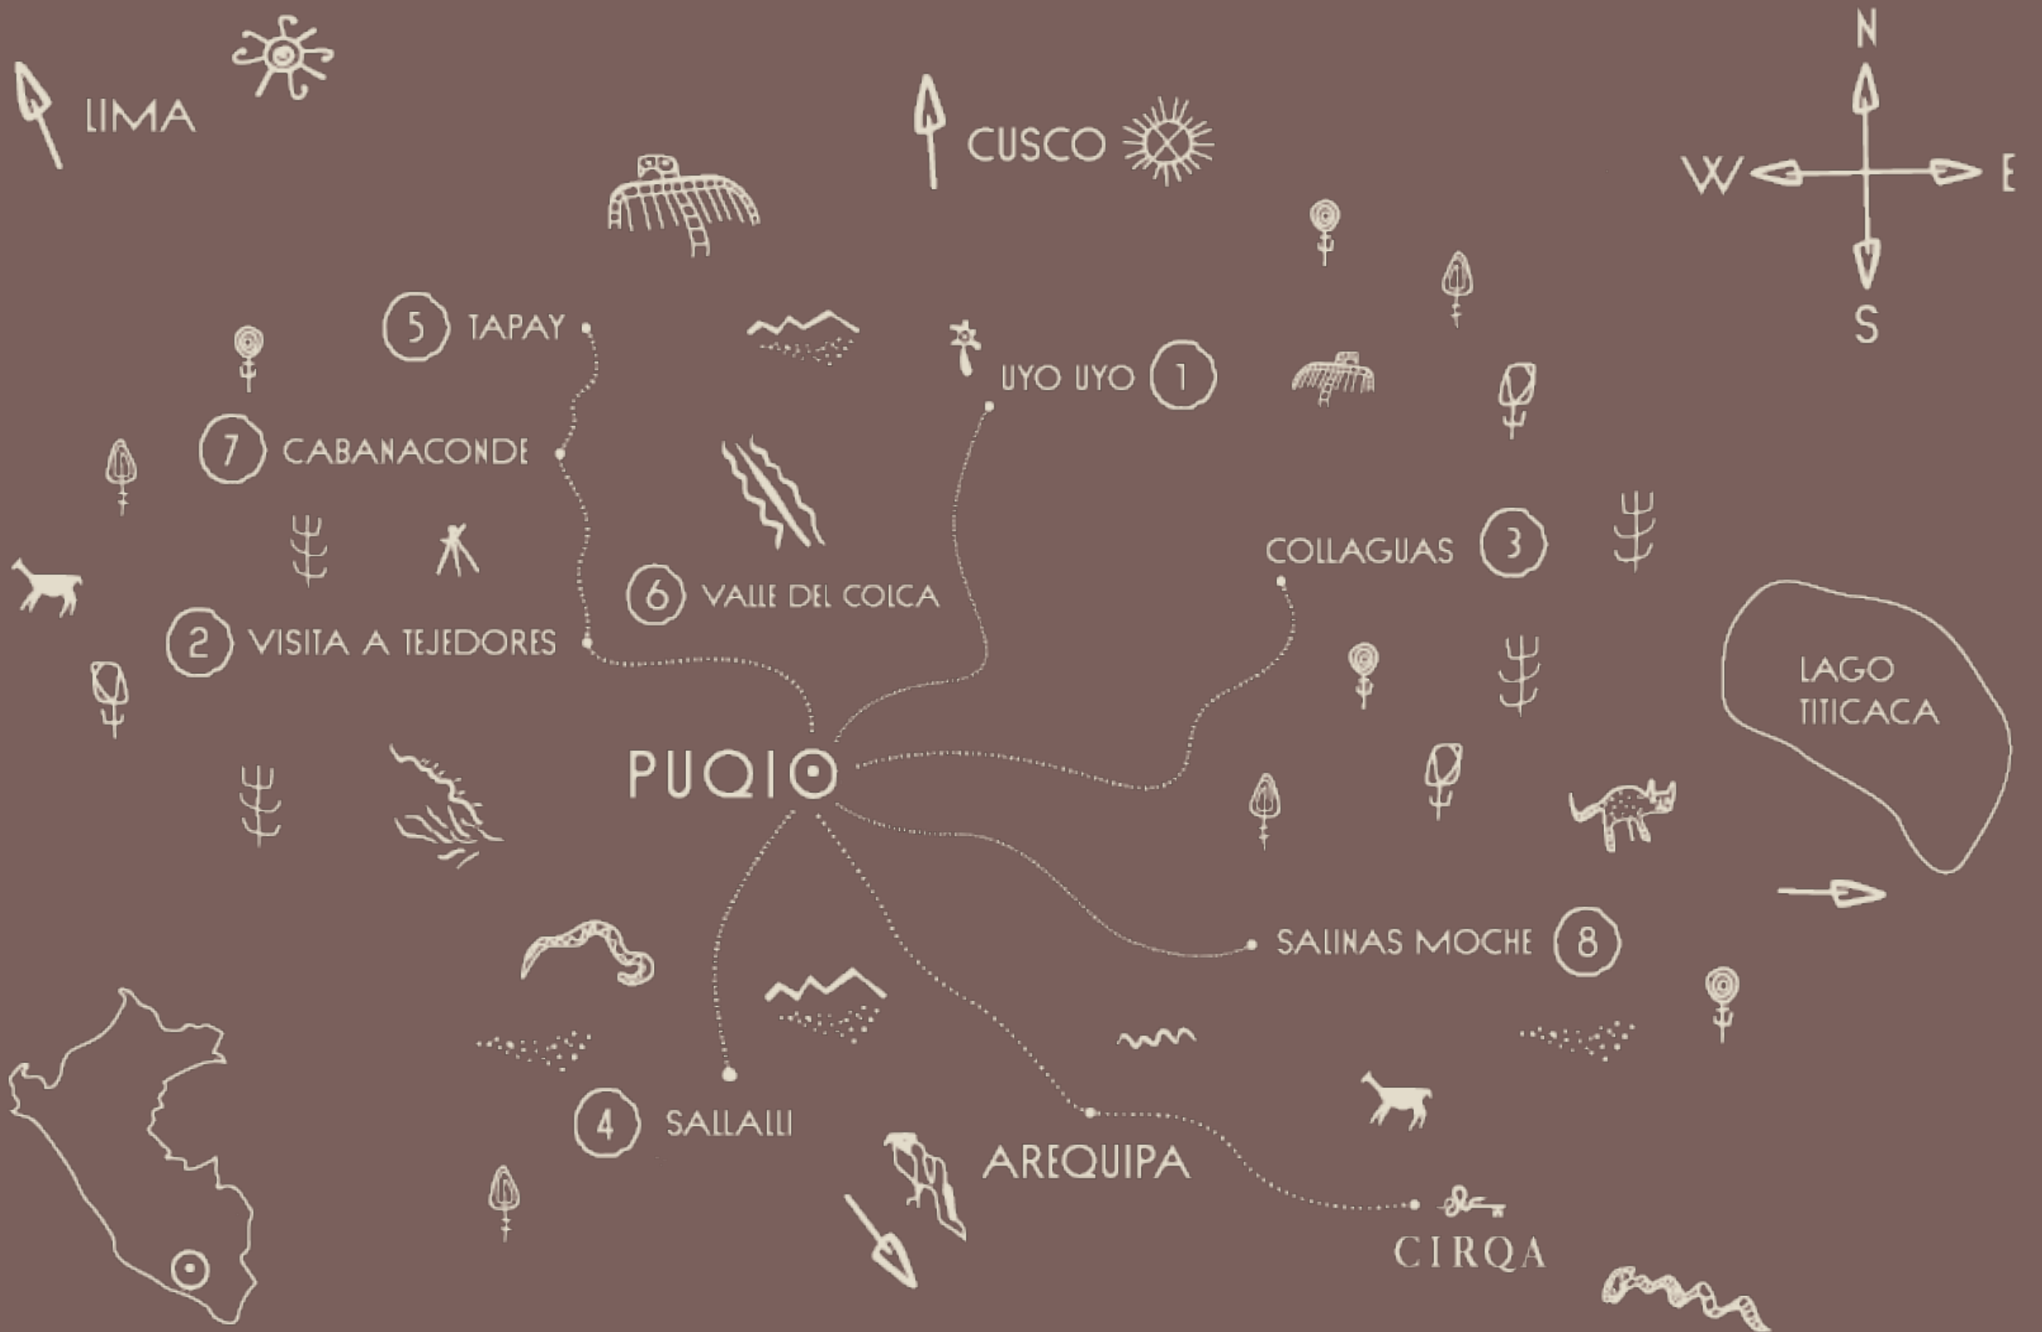 N
LIMA
CUSCO
W E
S
5 TAPAY
UYO UYO 1
7 CABANACONDE
COLLAGUAS 3
6 VALLE DEL COLCA
2 VISITA A TEJEDORES
LAGO
TITICACA
PUQIO
SALINAS MOCHE 8
4 SALLALLI
AREQUIPA
CIRQA